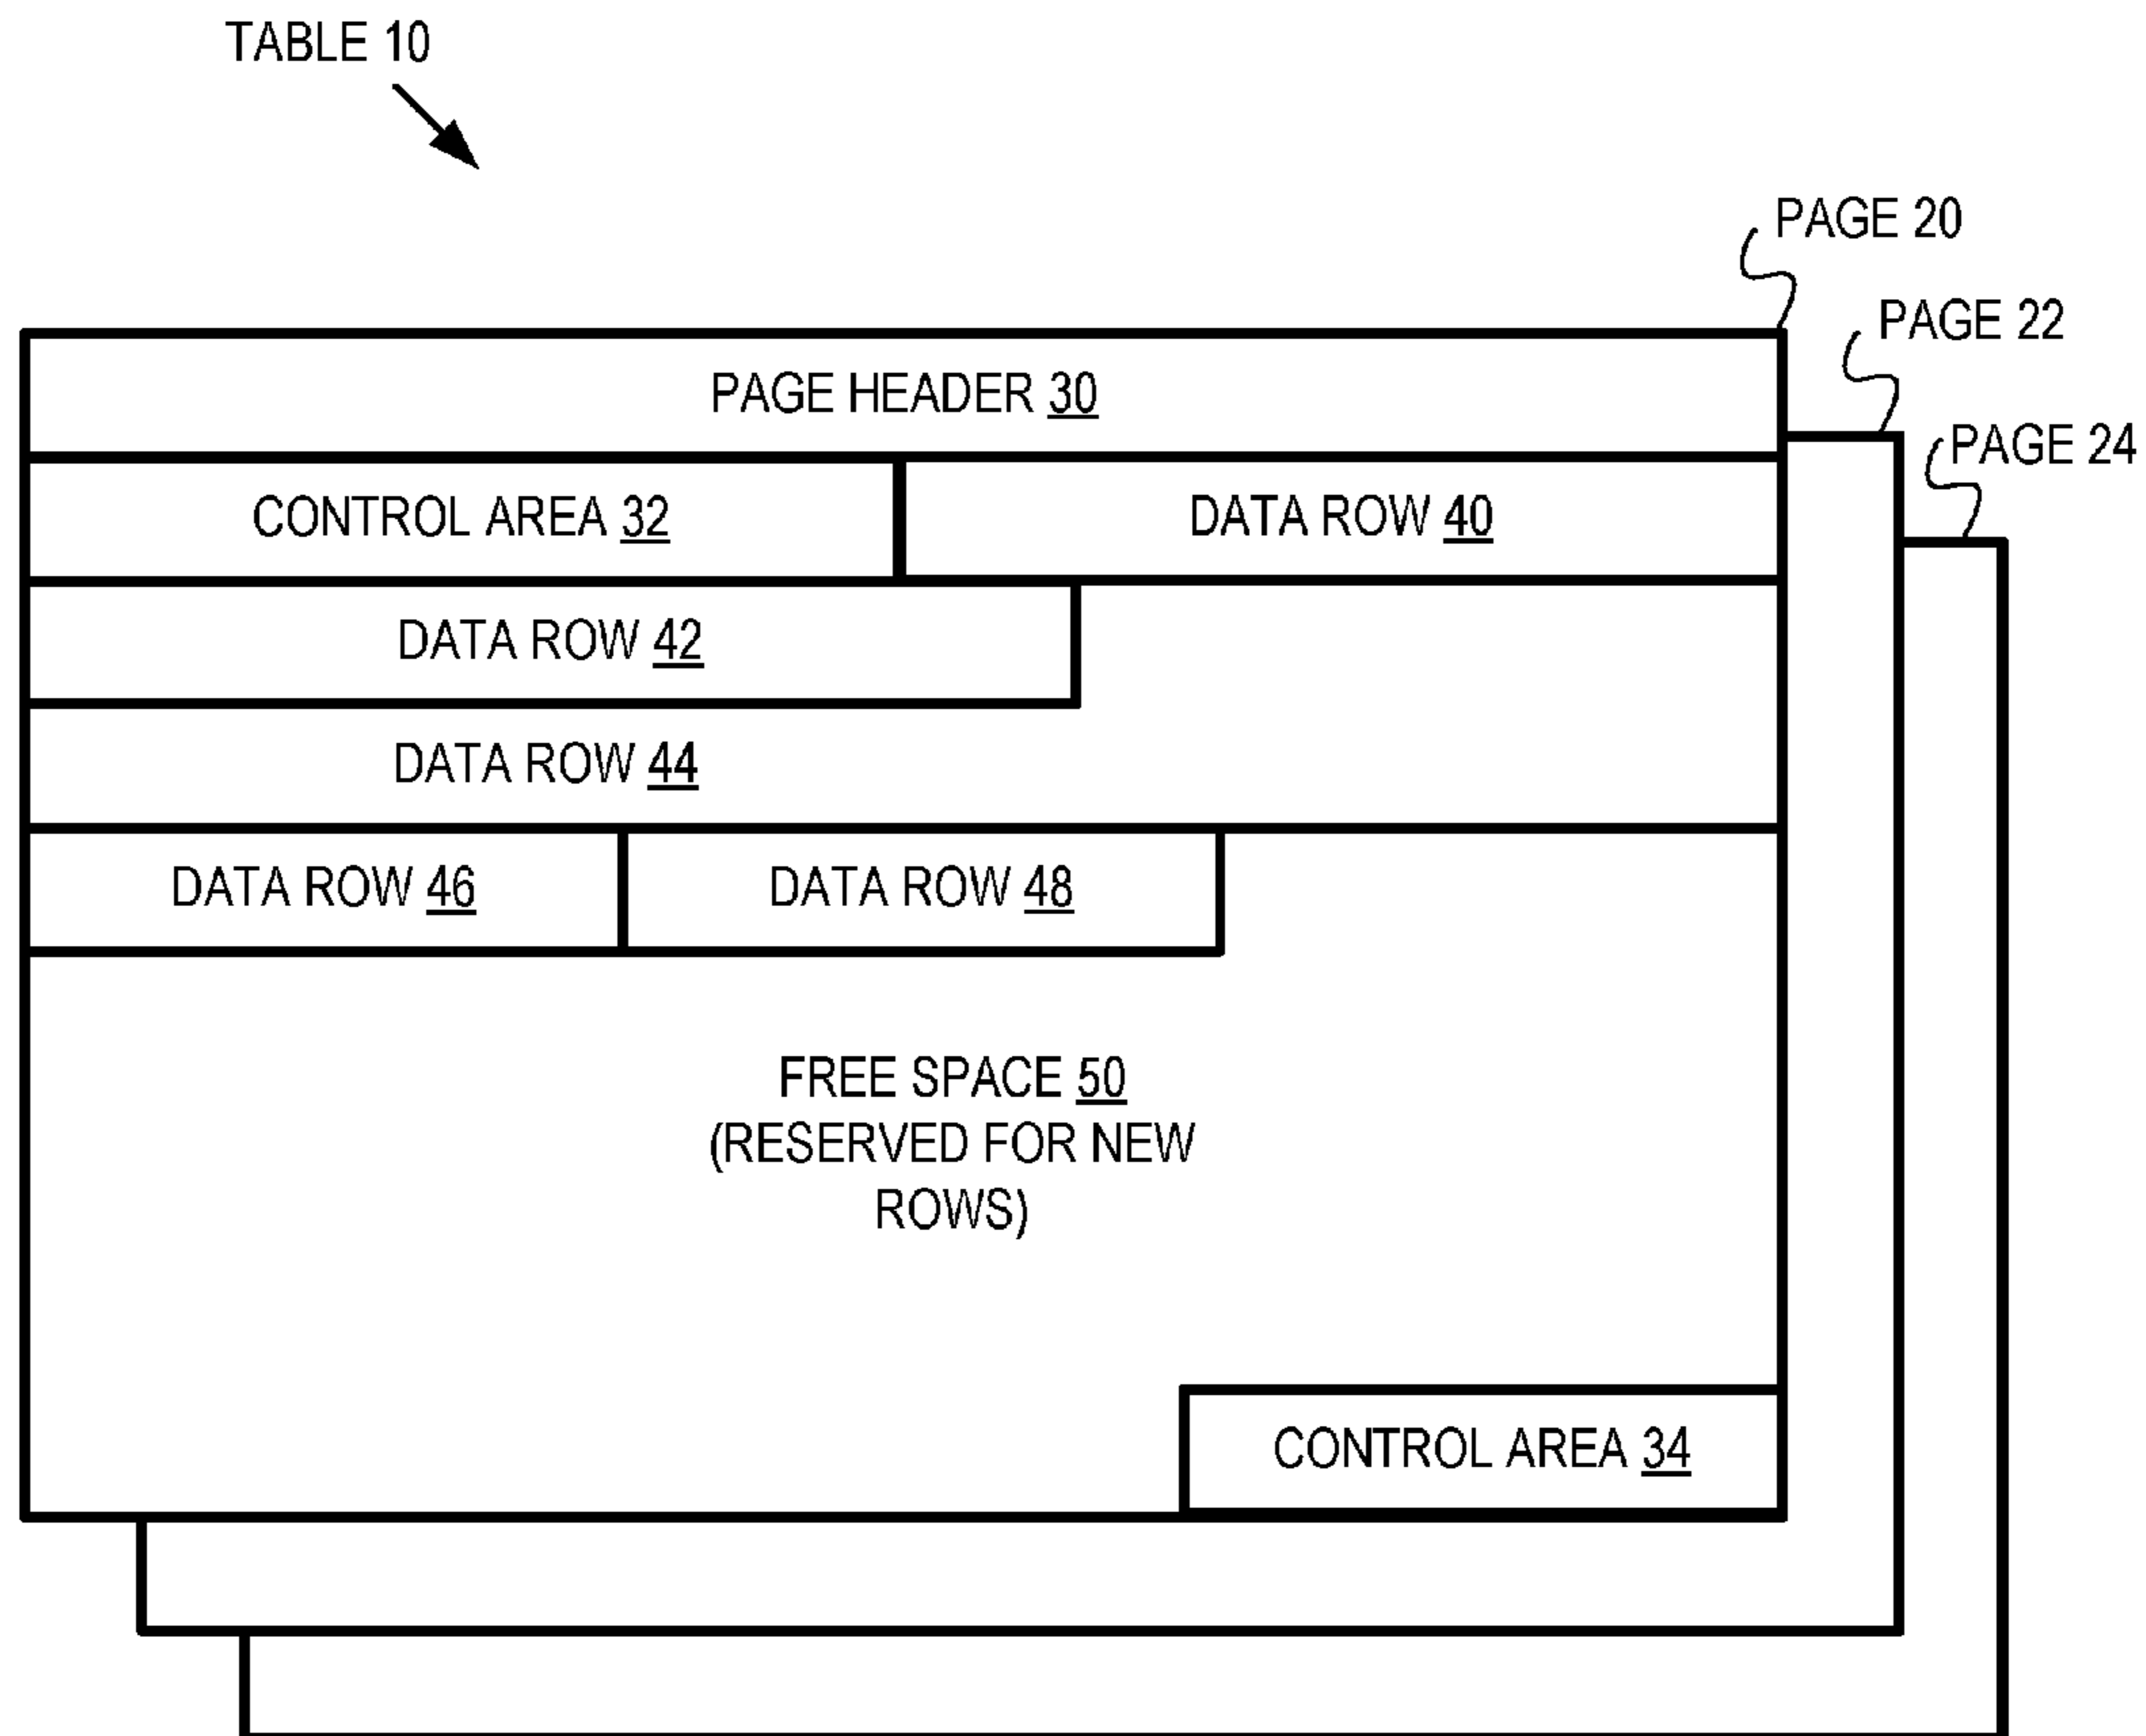 TABLE 10
PAGE 20
PAGE 22
PAGE 24
PAGE HEADER 30
CONTROL AREA 32
DATA ROW 40
DATA ROW 42
DATA ROW 44
DATA ROW 46
DATA ROW 48
FREE SPACE 50
(RESERVED FOR NEW
ROWS)
CONTROL AREA 34